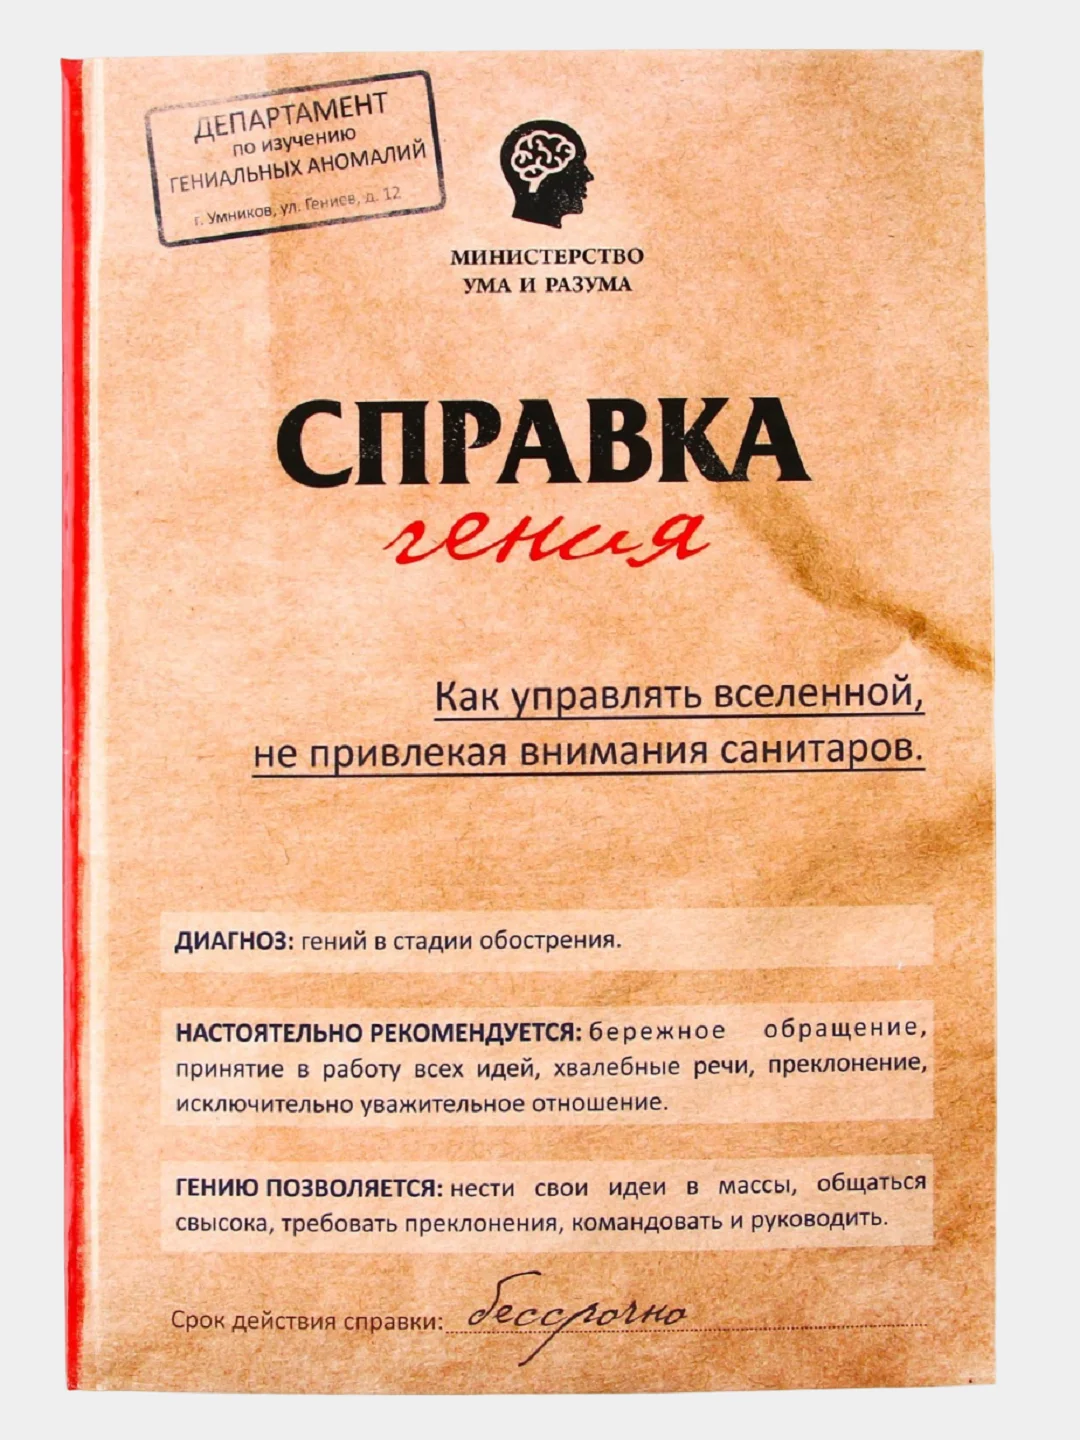 ДЕПАРТАМЕНТ
по изучению
ГЕНИАЛЬНЫХ АНОМАЛИЙ
г. Умников, ул. Гениев, д. 12
МИНИСТЕРСТВО
УМА И РАЗУМА
СПРАВКА
гения
Как управлять вселенной,
не привлекая внимания санитаров.
ДИАГНОЗ: гений в стадии обострения.
НАСТОЯТЕЛЬНО РЕКОМЕНДУЕТСЯ: бережное обращение,
принятие в работу всех идей, хвалебные речи, преклонение,
исключительно уважительное отношение.
ГЕНИЮ ПОЗВОЛЯЕТСЯ: нести свои идеи в массы, общаться
свысока, требовать преклонения, командовать и руководить.
Срок действия справки: бессрочно